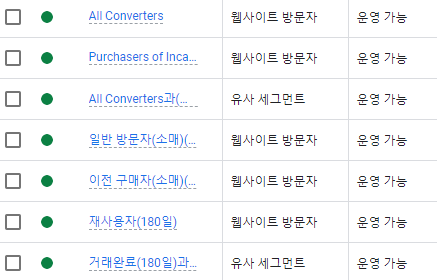 All Converters 웹사이트 방문자 운영 가능
Purchasers of Inca... 웹사이트 방문자 운영 가능
All Converters과(... 유사 세그먼트 운영 가능
일반 방문자(소매)(... 웹사이트 방문자 운영 가능
이전 구매자(소매)(... 웹사이트 방문자 운영 가능
재사용자(180일) 웹사이트 방문자 운영 가능
거래완료(180일)과... 유사 세그먼트 운영 가능